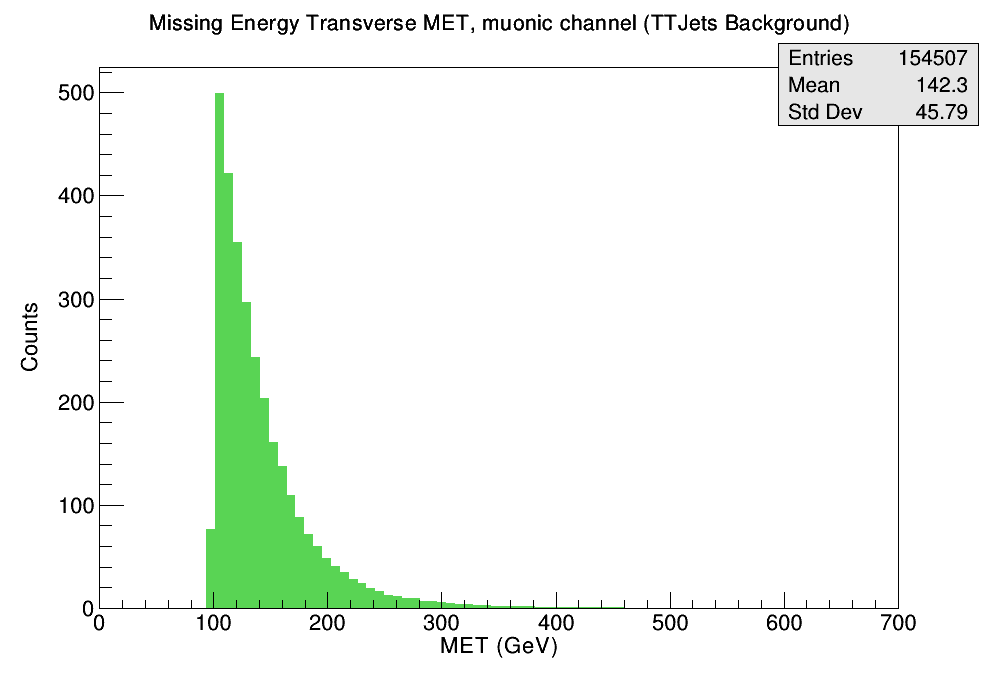 Missing Energy Transverse MET, muonic channel (TTJets Background)
Entries 154507
Mean 142.3
Std Dev 45.79
500
400
300
200
100
0
Counts
0 100 200 300 400 500 600 700
MET (GeV)